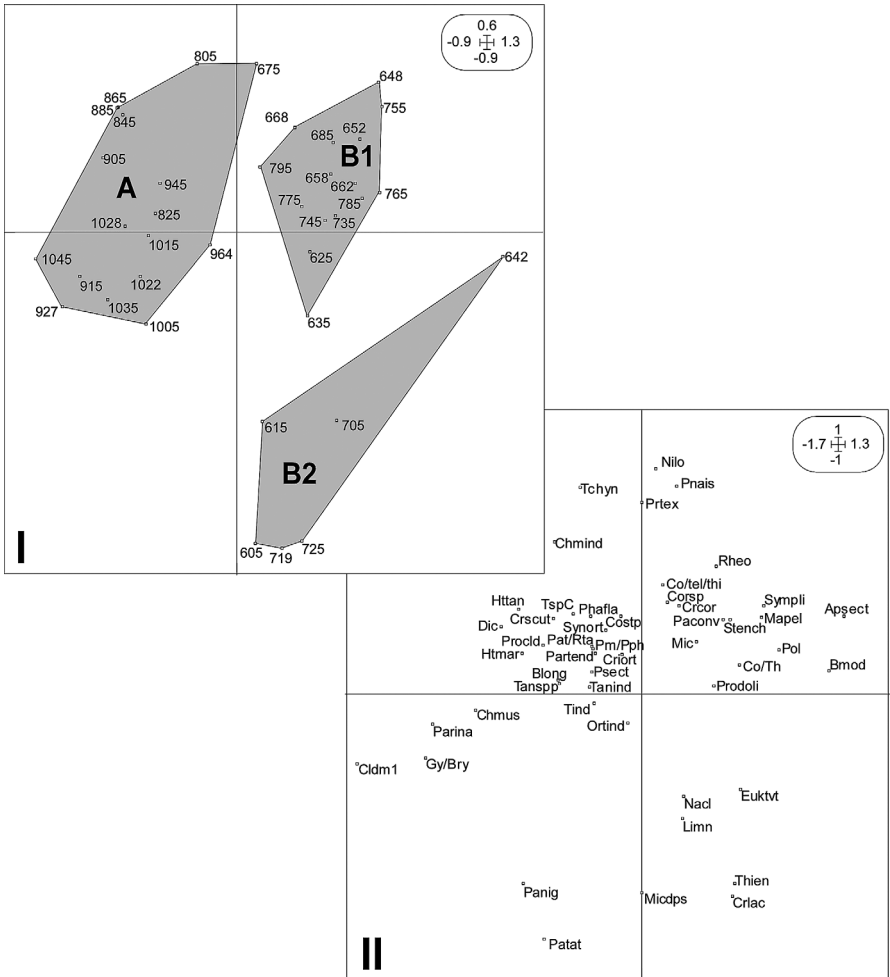 0.6
-0.9 1.3
-0.9
805
675
648
865
885
845
755
668
685 652
B1
905
795
658
662
A
945
765
775
785
825
745 735
1028
1015
964
1045
625
642
915
1022
1035
927
1005
635
615
705
B2
605
719
725
I
1
-1.7 1.3
-1
Nilo
Tchyn
Pnais
Prtex
Chmind
Rheo
Co/tel/thi
Httan
TspC
Phafla
Corsp
Crcor
Sympli
Apsect
Crscut
Costp
Dic
Synort
Paconv
Stench
Mapel
Procld
Pat/Rta
Pm/Pph
Mic
Pol
Htmar
Partend
Criort
Co/Th
Bmod
Blong
Psect
Tanspp
Tanind
Prodoli
Tind
Chmus
Ortind
Parina
Cldm1
Gy/Bry
Nacl
Euktvt
Limn
Panig
Thien
Micdps
Crlac
Patat
II